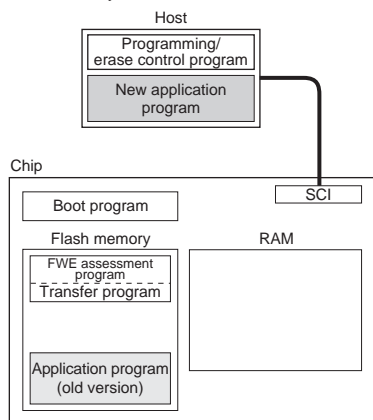 Host
Programming/
erase control program
New application
program
Chip
SCI
Boot program
Flash memory
RAM
FWE assessment
program
Transfer program
Application program
(old version)